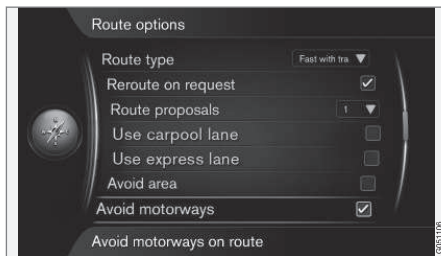 Route options
Route type Fast with tra
Reroute on request
Route proposals 1
Use carpool lane
Use express lane
Avoid area
Avoid motorways
Avoid motorways on route
G051106